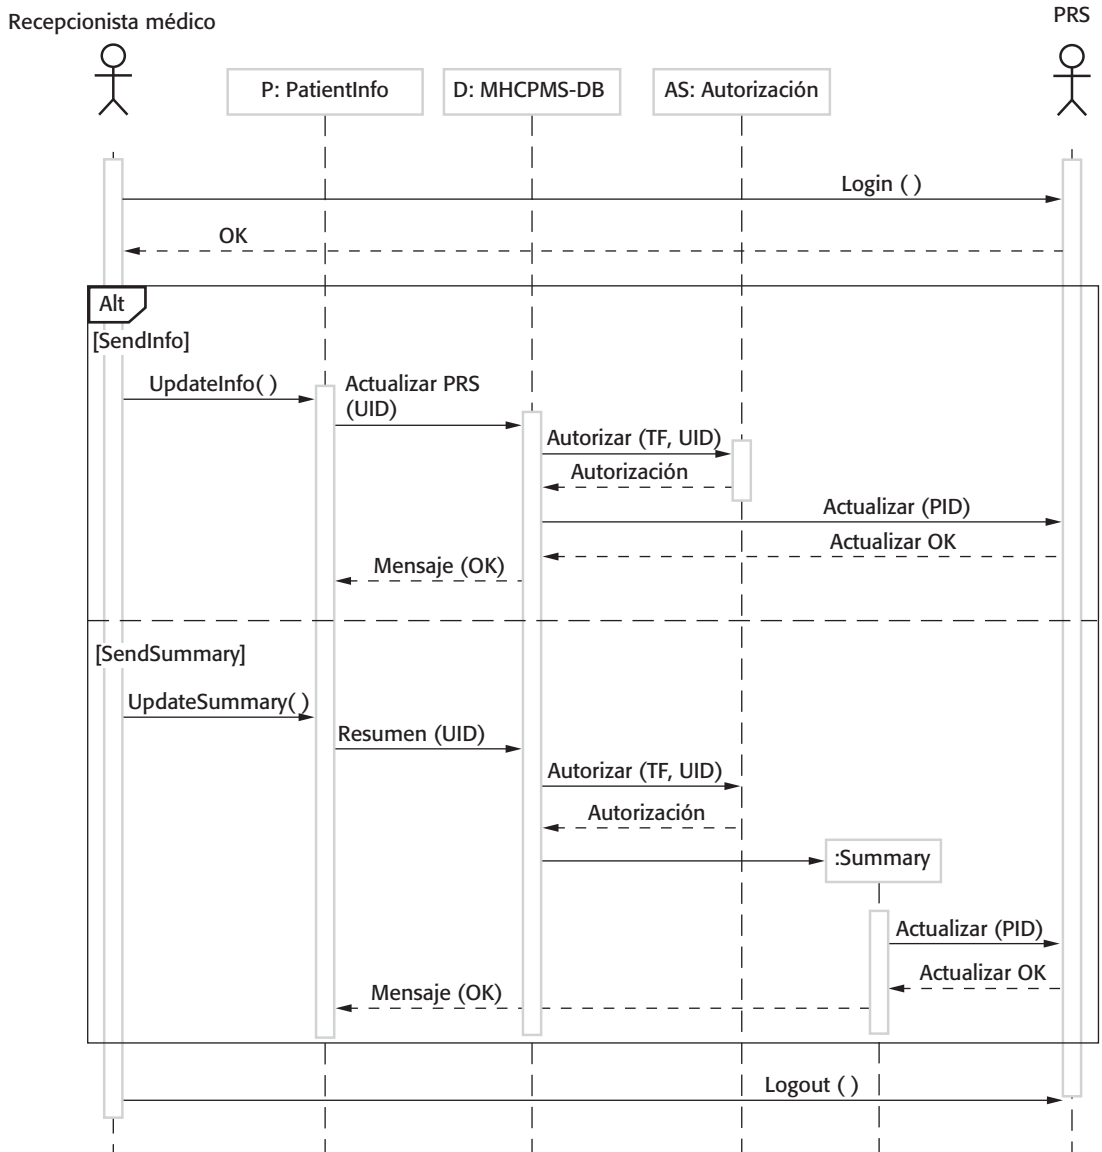 Recepcionista médico
PRS
P: PatientInfo
D: MHCPMS-DB
AS: Autorización
Login ( )
OK
Alt
[SendInfo]
UpdateInfo( )
Actualizar PRS
(UID)
Autorizar (TF, UID)
Autorización
Actualizar (PID)
Actualizar OK
Mensaje (OK)
[SendSummary]
UpdateSummary( )
Resumen (UID)
Autorizar (TF, UID)
Autorización
:Summary
Actualizar (PID)
Actualizar OK
Mensaje (OK)
Logout ( )